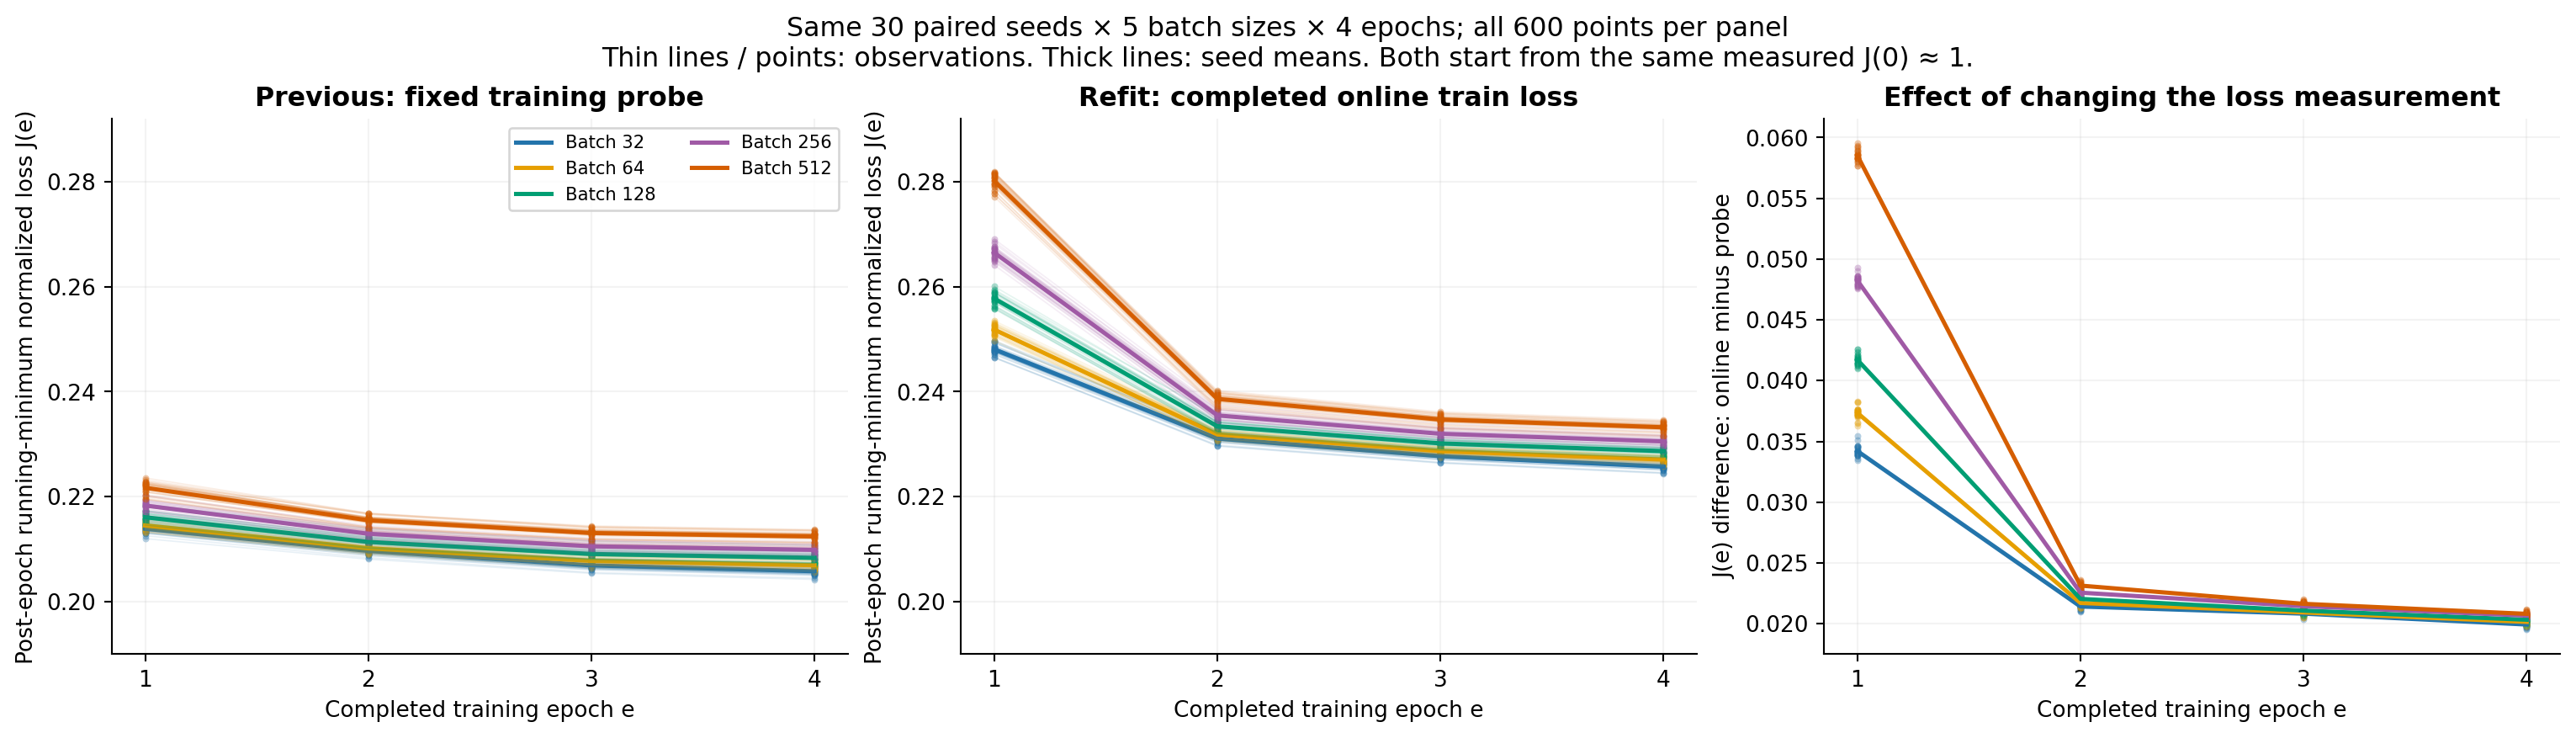 Same 30 paired seeds × 5 batch sizes × 4 epochs; all 600 points per panel
Thin lines / points: observations. Thick lines: seed means. Both start from the same measured J(0) ≈ 1.
Previous: fixed training probe
Post-epoch running-minimum normalized loss J(e)
0.28
0.26
0.24
0.22
0.20
Batch 32
Batch 64
Batch 128
Batch 256
Batch 512
1
2
3
4
Completed training epoch e
Refit: completed online train loss
Post-epoch running-minimum normalized loss J(e)
0.28
0.26
0.24
0.22
0.20
1
2
3
4
Completed training epoch e
Effect of changing the loss measurement
J(e) difference: online minus probe
0.060
0.055
0.050
0.045
0.040
0.035
0.030
0.025
0.020
1
2
3
4
Completed training epoch e